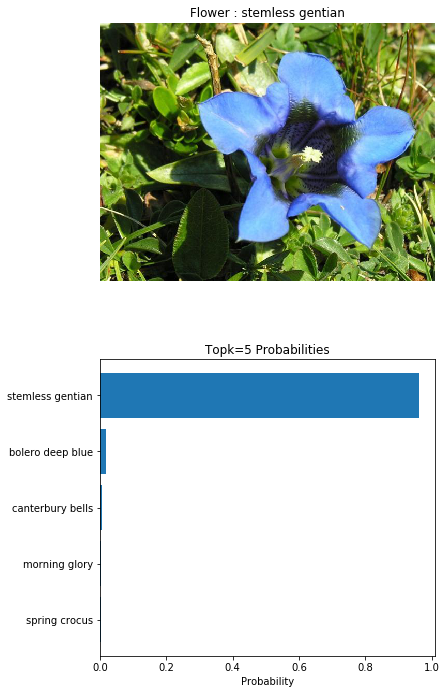 Flower : stemless gentian
Topk=5 Probabilities
stemless gentian
bolero deep blue
canterbury bells
morning glory
spring crocus
0.0 0.2 0.4 0.6 0.8 1.0
Probability